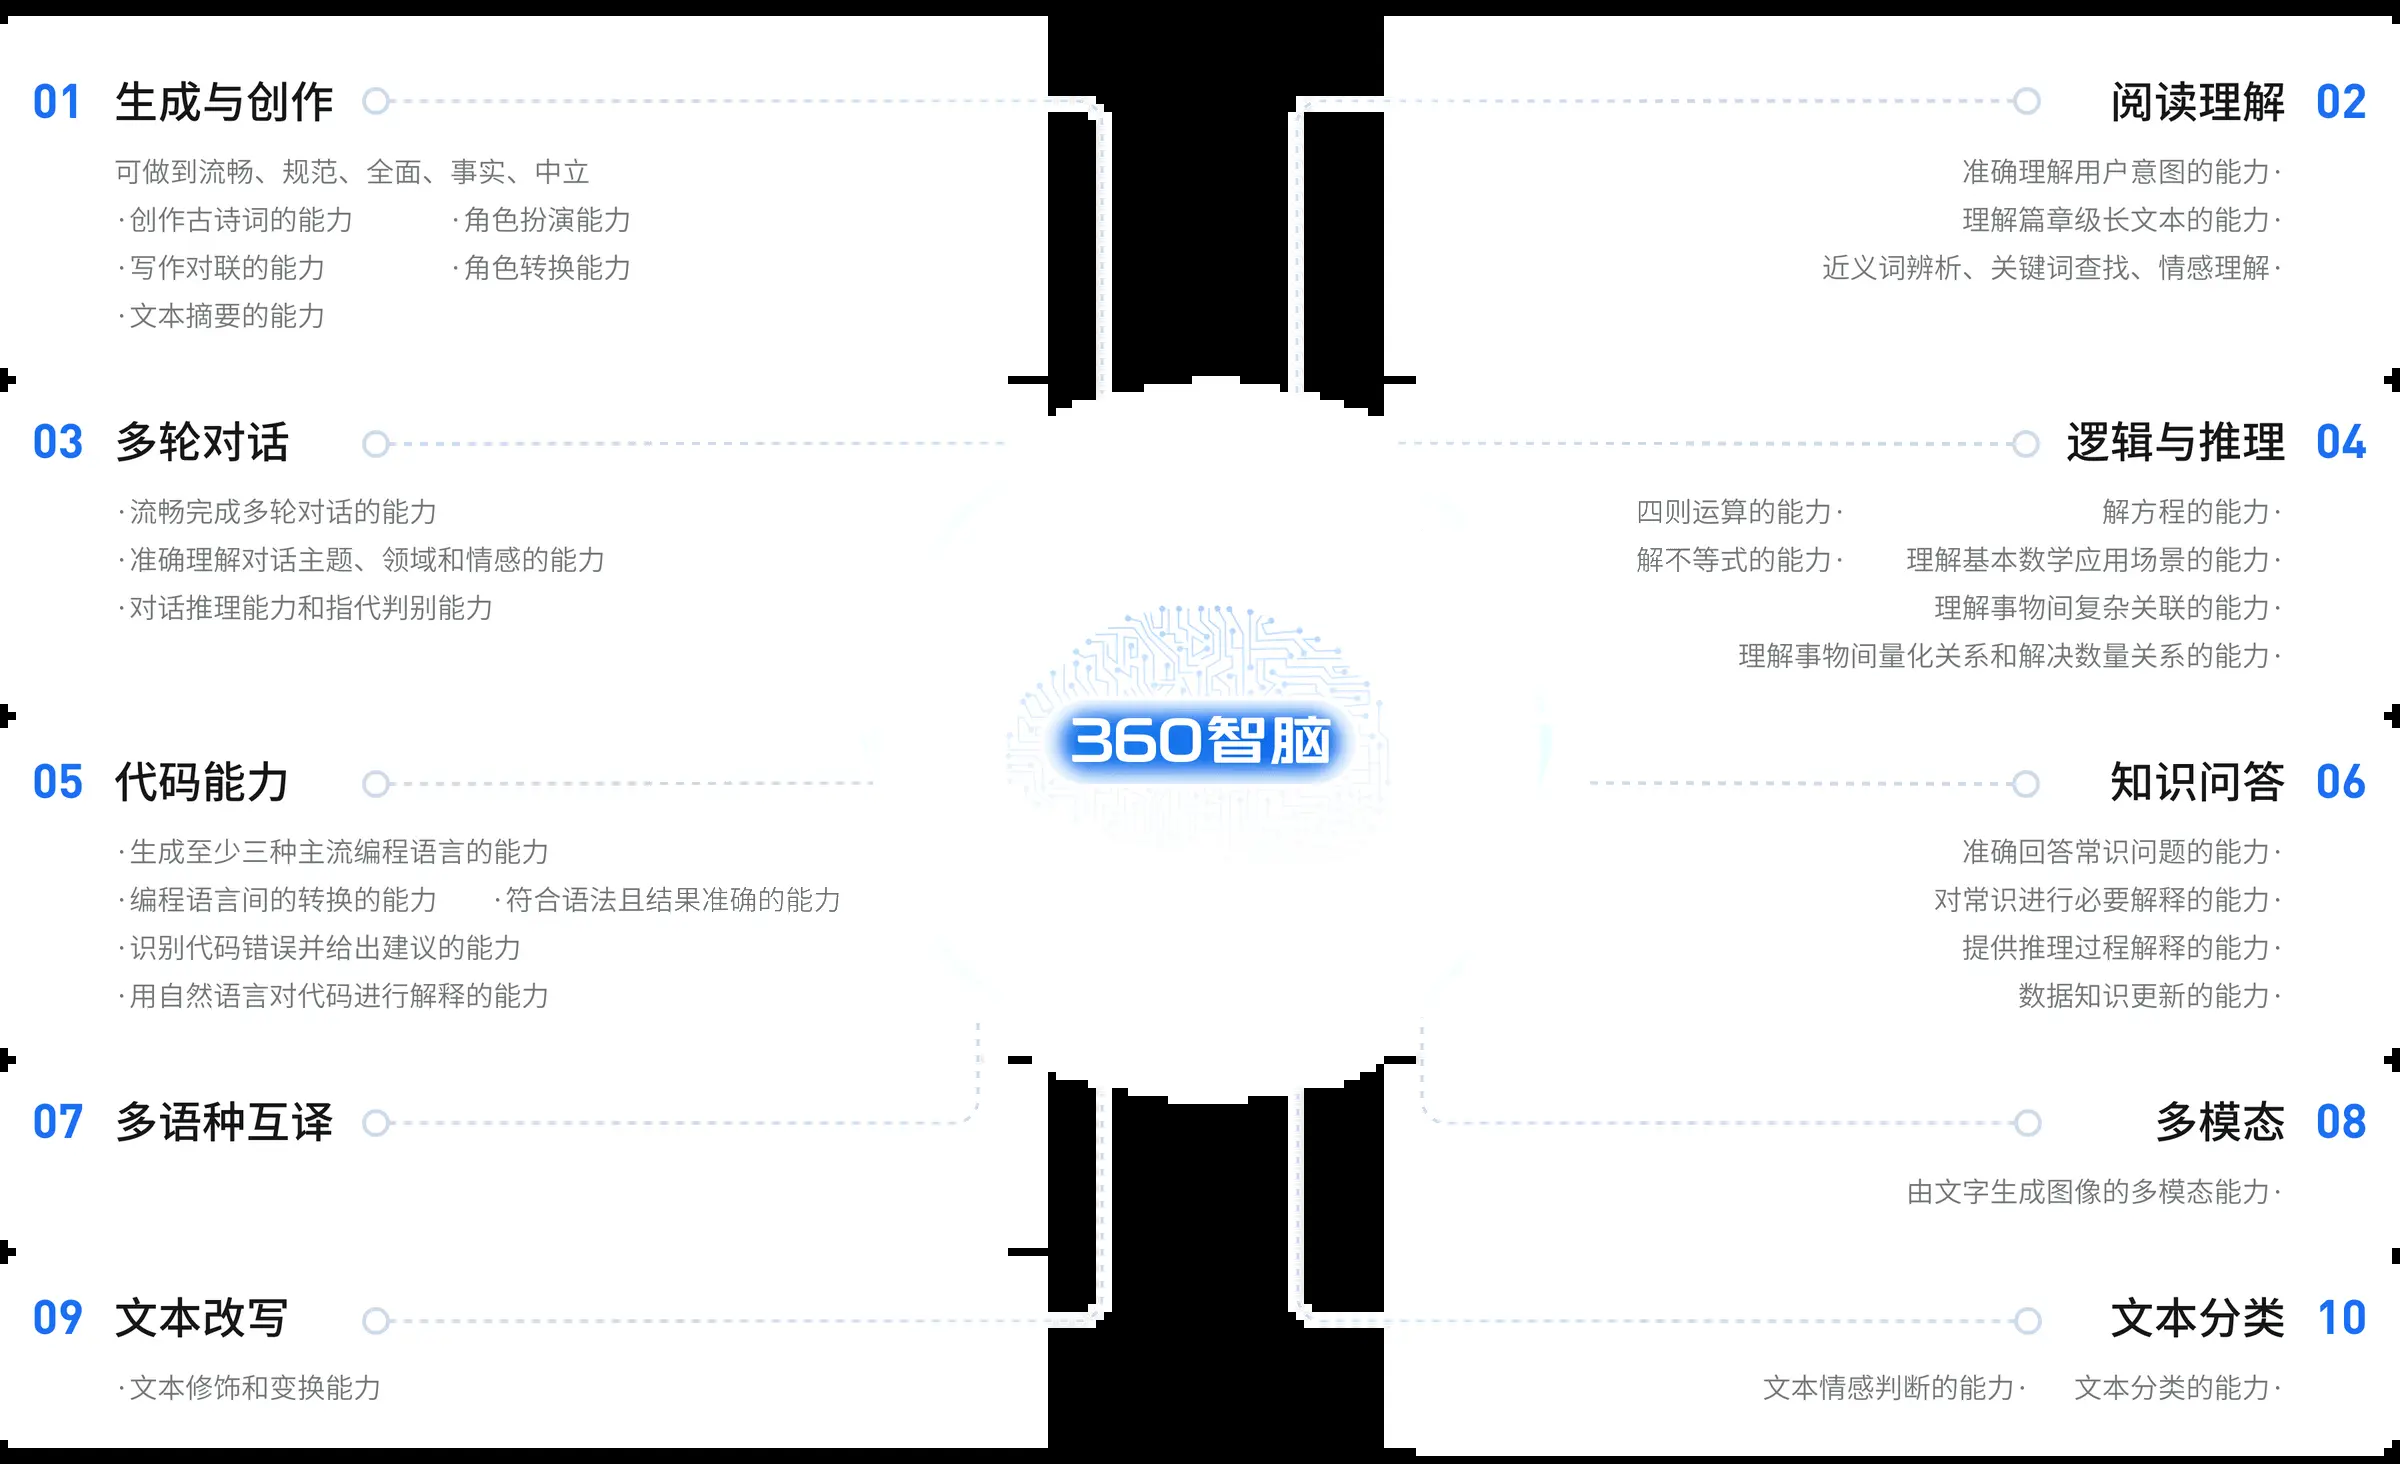 01 生成与创作
可做到流畅、规范、全面、事实、中立
·创作古诗词的能力 ·角色扮演能力
·写作对联的能力 ·角色转换能力
·文本摘要的能力
阅读理解 02
准确理解用户意图的能力·
理解篇章级长文本的能力·
近义词辨析、关键词查找、情感理解·
03 多轮对话
·流畅完成多轮对话的能力
·准确理解对话主题、领域和情感的能力
·对话推理能力和指代判别能力
逻辑与推理 04
四则运算的能力· 解方程的能力·
解不等式的能力· 理解基本数学应用场景的能力·
理解事物间复杂关联的能力·
理解事物间量化关系和解决数量关系的能力·
360智脑
05 代码能力
·生成至少三种主流编程语言的能力
·编程语言间的转换的能力 ·符合语法且结果准确的能力
·识别代码错误并给出建议的能力
·用自然语言对代码进行解释的能力
知识问答 06
准确回答常识问题的能力·
对常识进行必要解释的能力·
提供推理过程解释的能力·
数据知识更新的能力·
07 多语种互译
多模态 08
由文字生成图像的多模态能力·
09 文本改写
·文本修饰和变换能力
文本分类 10
文本情感判断的能力· 文本分类的能力·